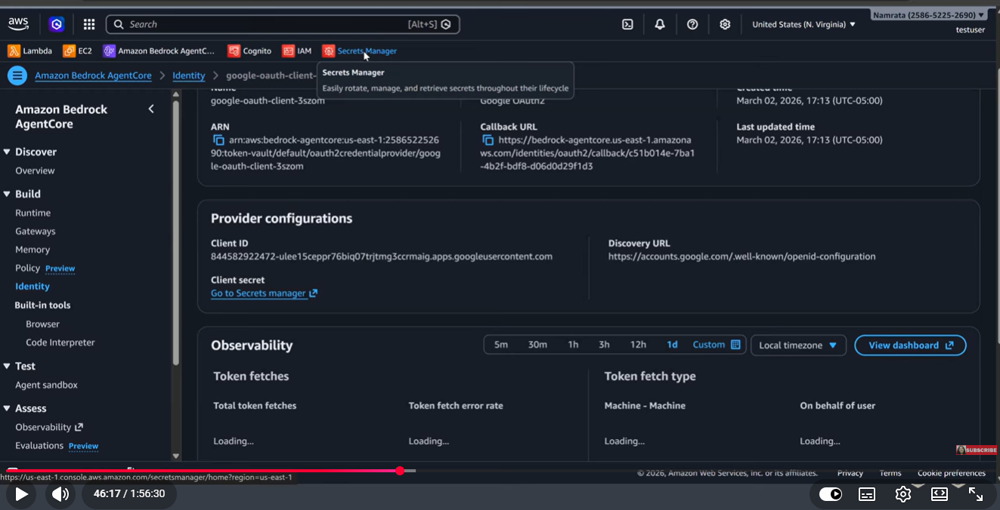 aws
Search [Alt+S]
United States (N. Virginia)
Namrata (2586-5225-2690)
testuser
Lambda
EC2
Amazon Bedrock AgentC...
Cognito
IAM
Secrets Manager
Amazon Bedrock AgentCore
Identity
google-oauth-client-
Secrets Manager
Easily rotate, manage, and retrieve secrets throughout their lifecycle
Amazon Bedrock
AgentCore
Discover
Overview
Build
Runtime
Gateways
Memory
Policy Preview
Identity
Built-in tools
Browser
Code Interpreter
Test
Agent sandbox
Assess
Observability
Evaluations Preview
Name
google-oauth-client-3szom
ARN
arn:aws:bedrock-agentcore:us-east-1:2586522526
90:token-vault/default/oauth2credentialprovider/goog
le-oauth-client-3szom
Google OAuth2
Callback URL
https://bedrock-agentcore.us-east-1.amazona
ws.com/identities/oauth2/callback/c51b014e-7ba1
-4b2f-bdf8-d06d0d29f1d3
Created time
March 02, 2026, 17:13 (UTC-05:00)
Last updated time
March 02, 2026, 17:13 (UTC-05:00)
Provider configurations
Client ID
844582922472-ulee15ceppr76biq07trjtmg3ccrmaig.apps.googleusercontent.com
Client secret
Go to Secrets manager
Discovery URL
https://accounts.google.com/.well-known/openid-configuration
Observability
5m 30m 1h 3h 12h 1d Custom
Local timezone
View dashboard
Token fetches
Total token fetches
Loading...
Token fetch error rate
Loading...
Token fetch type
Machine - Machine
Loading...
On behalf of user
Loading...
SUBSCRIBE
https://us-east-1.console.aws.amazon.com/secretsmanager/home?region=us-east-1
© 2026, Amazon Web Services, Inc. or its affiliates.
Privacy
Terms
Cookie preferences
46:17 / 1:56:30